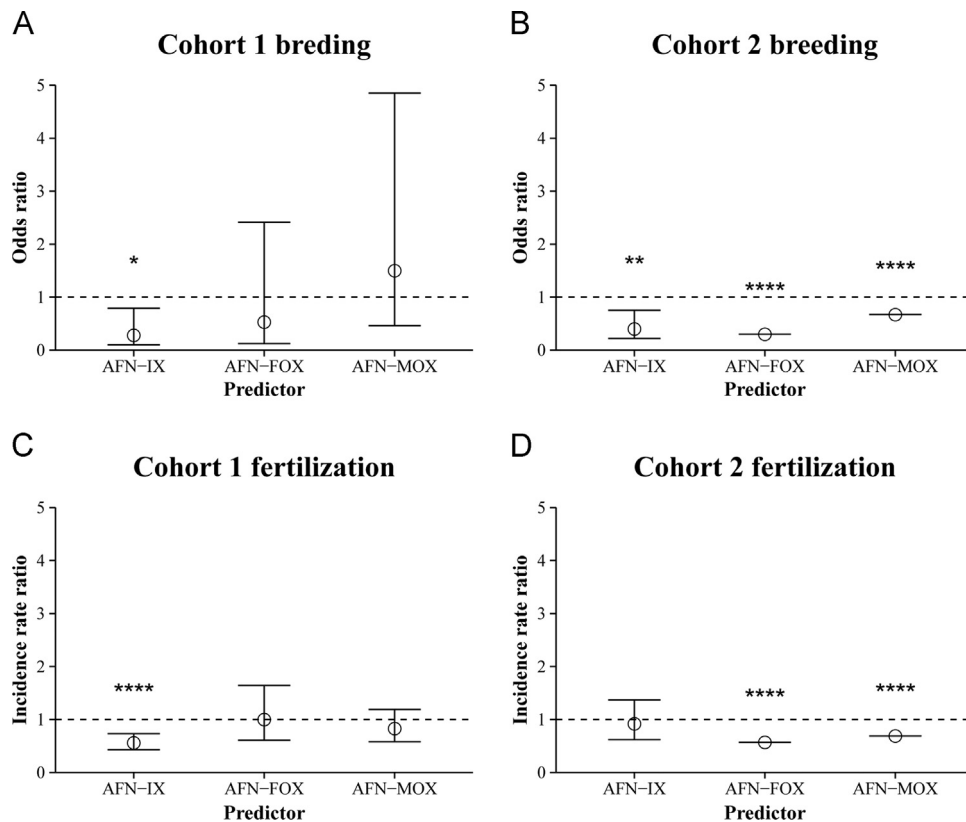 A
Cohort 1 breding
5
4
3
2
1
0
Odds ratio
*
AFN−IX
AFN−FOX
AFN−MOX
Predictor
B
Cohort 2 breeding
5
4
3
2
1
0
Odds ratio
**
****
****
AFN−IX
AFN−FOX
AFN−MOX
Predictor
C
Cohort 1 fertilization
5
4
3
2
1
0
Incidence rate ratio
****
AFN−IX
AFN−FOX
AFN−MOX
Predictor
D
Cohort 2 fertilization
5
4
3
2
1
0
Incidence rate ratio
****
****
AFN−IX
AFN−FOX
AFN−MOX
Predictor